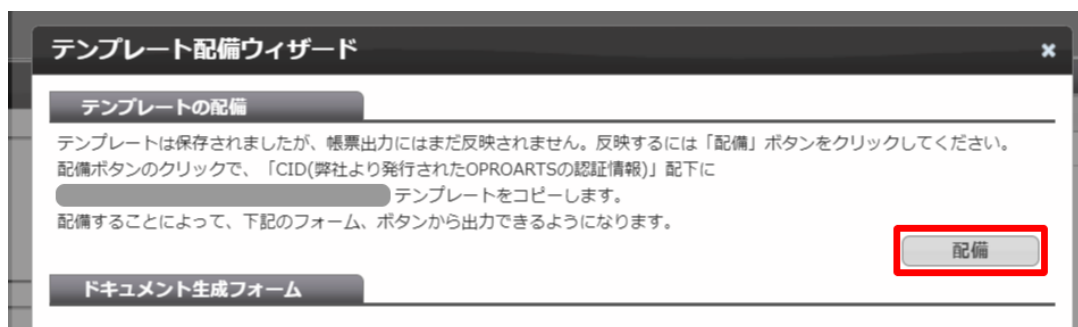 テンプレート配備ウィザード
テンプレートの配備
テンプレートは保存されましたが、帳票出力にはまだ反映されません。反映するには「配備」ボタンをクリックしてください。
配備ボタンのクリックで、「CID(弊社より発行されたOPROARTSの認証情報)」配下に
テンプレートをコピーします。
配備することによって、下記のフォーム、ボタンから出力できるようになります。
配備
ドキュメント生成フォーム